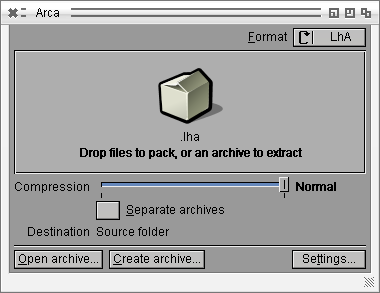 Arca
Format LhA
.lha
Drop files to pack, or an archive to extract
Compression Normal
Separate archives
Destination Source folder
Open archive... Create archive... Settings...